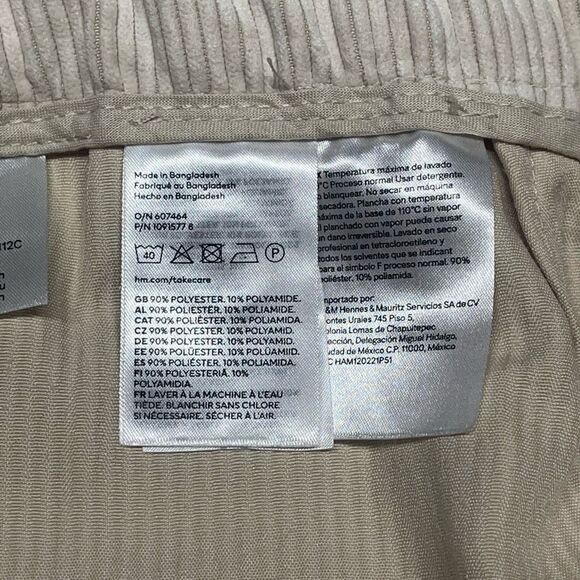 Made in Bangladesh
Fabriqué au Bangladesh
Hecho en Bangladesh
O/N 607464
P/N 1091577 8
40 P
hm.com/takecare
GB 90% POLYESTER. 10% POLYAMIDE.
AL 90% POLIESTER. 10% POLIAMID.
CAT 90% POLIÈSTER. 10% POLIAMIDA.
CZ 90% POLYESTER. 10% POLYAMID.
DE 90% POLYESTER. 10% POLYAMID.
EE 90% POLÜESTER. 10% POLÜAMIID.
ES 90% POLIÉSTER. 10% POLIAMIDA.
FI 90% POLYESTERIÄ. 10%
POLYAMIDIA.
FR LAVER À LA MACHINE À L'EAU
TIÈDE. BLANCHIR SANS CHLORE
SI NÉCESSAIRE. SÉCHER À L'AIR.
X Temperatura máxima de lavado
°C Proceso normal Usar detergente.
blanquear. No secar en máquina
secadora. Plancha con temperatura
máxima de la base de 110°C sin vapor
planchado con vapor puede causar
dano irreversible. Lavado en seco
profesional en tetracloroetileno y
todos los solventes que se indican
para el simbolo F proceso normal. 90%
poliéster. 10% poliamida.
importado por:
H&M Hennes & Mauritz Servicios SA de CV
Montes Urales 745 Piso 5,
Colonia Lomas de Chapultepec
Sección, Delegación Miguel Hidalgo,
Ciudad de México C.P. 11000, México
C HAM120221P51
112C